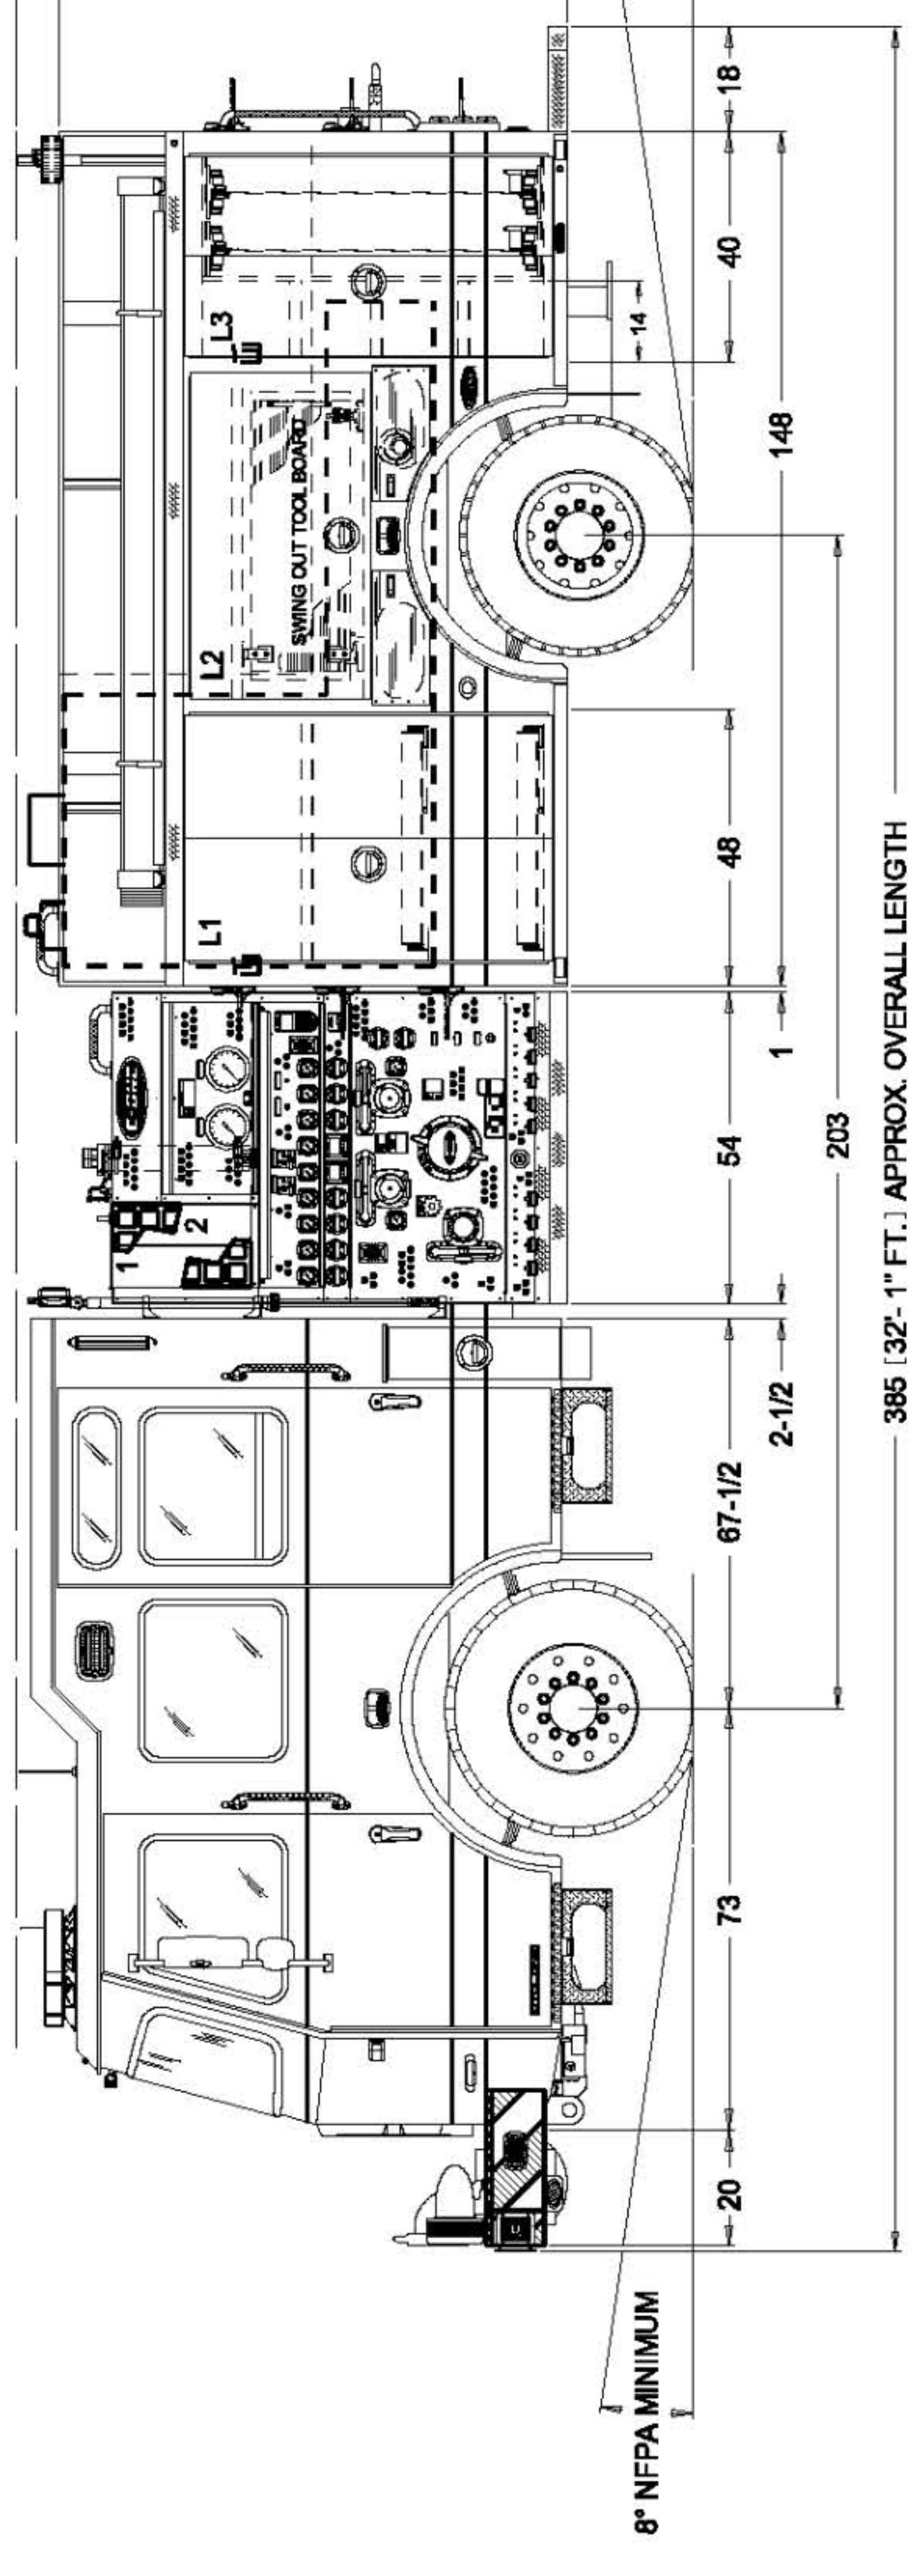 L1
L2
L3
SWING OUT TOOL BOARD
1
2
8° NFPA MINIMUM
20
73
67-1/2
54
48
40
18
14
2-1/2
1
148
203
385 [32'- 1" FT.] APPROX. OVERALL LENGTH